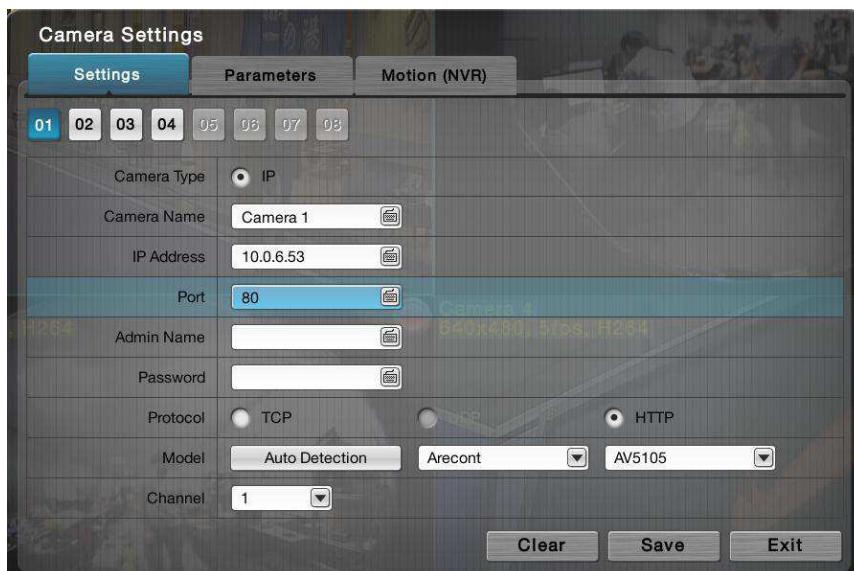 Camera Settings
Settings Parameters Motion (NVR)
01 02 03 04 05 06 07 08
Camera Type IP
Camera Name Camera 1
IP Address 10.0.6.53
Port 80
Camera 4
H264 640x480, 5fps, H264
Admin Name
Password
Protocol TCP UDP HTTP
Model Auto Detection Arecont AV5105
Channel 1
Clear Save Exit